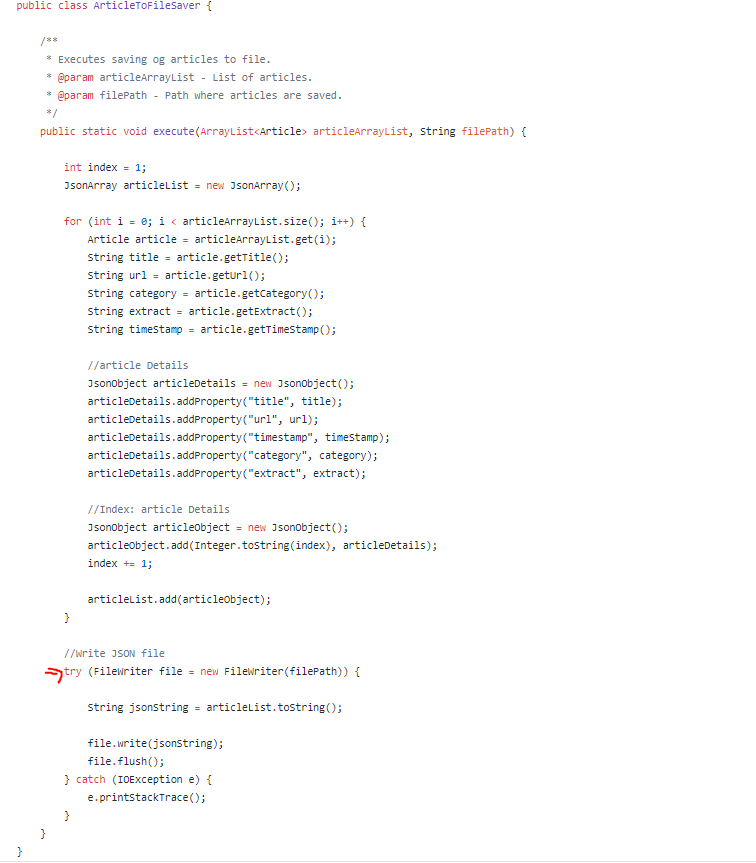 public class ArticleToFileSaver {
/**
* Executes saving og articles to file.
* @param articleArrayList - List of articles.
* @param filePath - Path where articles are saved.
*/
public static void execute(ArrayList<Article> articleArrayList, String filePath) {
int index = 1;
JsonArray articleList = new JsonArray();
for (int i = 0; i < articleArrayList.size(); i++) {
Article article = articleArrayList.get(i);
String title = article.getTitle();
String url = article.getUrl();
String category = article.getCategory();
String extract = article.getExtract();
String timeStamp = article.getTimeStamp();
//article Details
JsonObject articleDetails = new JsonObject();
articleDetails.addProperty("title", title);
articleDetails.addProperty("url", url);
articleDetails.addProperty("timestamp", timeStamp);
articleDetails.addProperty("category", category);
articleDetails.addProperty("extract", extract);
//Index: article Details
JsonObject articleObject = new JsonObject();
articleObject.add(Integer.toString(index), articleDetails);
index += 1;
articleList.add(articleObject);
}
//Write JSON file
try (FileWriter file = new FileWriter(filePath)) {
String jsonString = articleList.toString();
file.write(jsonString);
file.flush();
} catch (IOException e) {
e.printStackTrace();
}
}
}